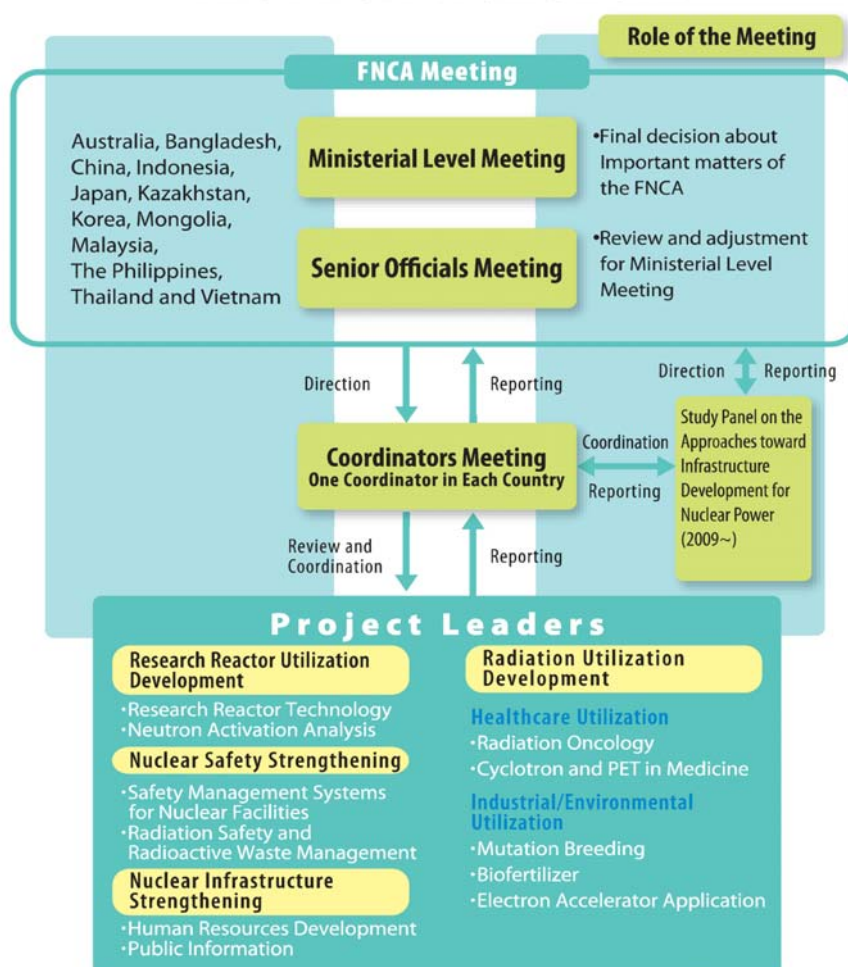 Role of the Meeting
FNCA Meeting
Australia, Bangladesh,
China, Indonesia,
Japan, Kazakhstan,
Korea, Mongolia,
Malaysia,
The Philippines,
Thailand and Vietnam
Ministerial Level Meeting
•Final decision about
Important matters of
the FNCA
Senior Officials Meeting
•Review and adjustment
for Ministerial Level
Meeting
Direction
Reporting
Direction
Reporting
Coordinators Meeting
One Coordinator in Each Country
Coordination
Reporting
Study Panel on the
Approaches toward
Infrastructure
Development for
Nuclear Power
(2009~)
Review and
Coordination
Reporting
Project Leaders
Research Reactor Utilization
Development
•Research Reactor Technology
•Neutron Activation Analysis
Nuclear Safety Strengthening
•Safety Management Systems
for Nuclear Facilities
•Radiation Safety and
Radioactive Waste Management
Nuclear Infrastructure
Strengthening
•Human Resources Development
•Public Information
Radiation Utilization
Development
Healthcare Utilization
•Radiation Oncology
•Cyclotron and PET in Medicine
Industrial/Environmental
Utilization
•Mutation Breeding
•Biofertilizer
•Electron Accelerator Application